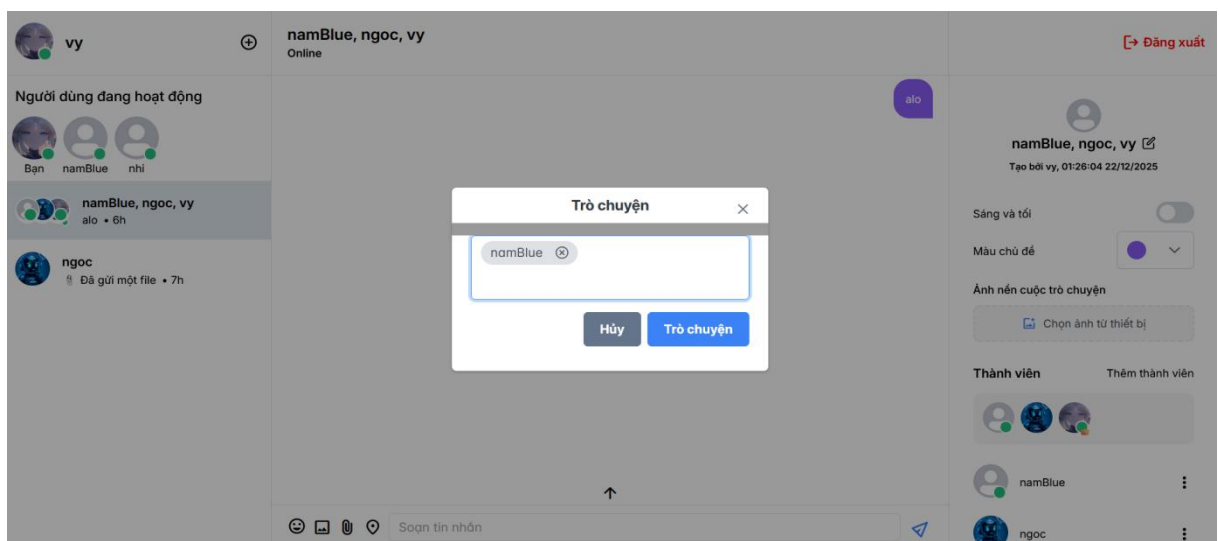 vy
Người dùng đang hoạt động
Bạn namBlue nhi
namBlue, ngoc, vy
alo • 6h
ngoc
Đã gửi một file • 7h
namBlue, ngoc, vy
Online
alo
Trò chuyện
namBlue
Hủy Trò chuyện
Soạn tin nhắn
Đăng xuất
namBlue, ngoc, vy
Tạo bởi vy, 01:26:04 22/12/2025
Sáng và tối
Màu chủ đề
Ảnh nền cuộc trò chuyện
Chọn ảnh từ thiết bị
Thành viên Thêm thành viên
namBlue
ngoc